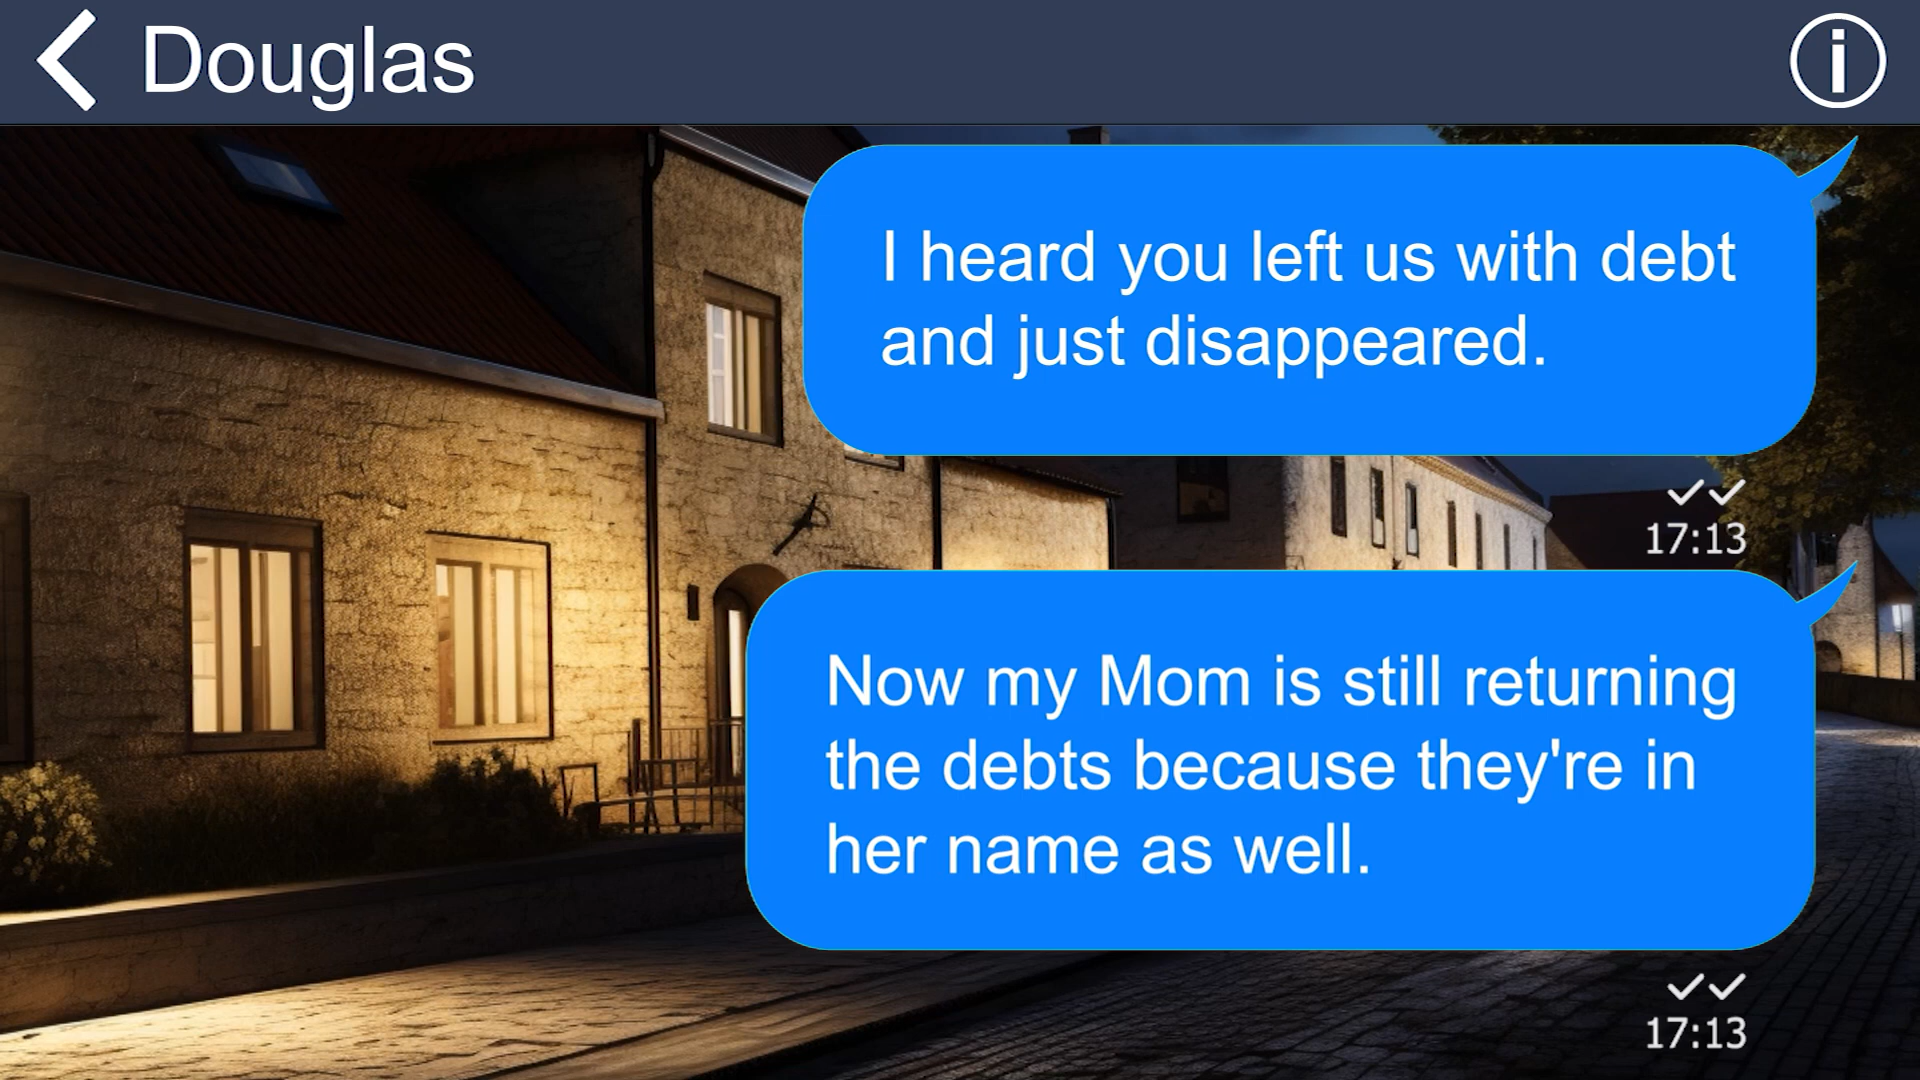 Douglas
I heard you left us with debt
and just disappeared.
17:13
Now my Mom is still returning
the debts because they're in
her name as well.
17:13